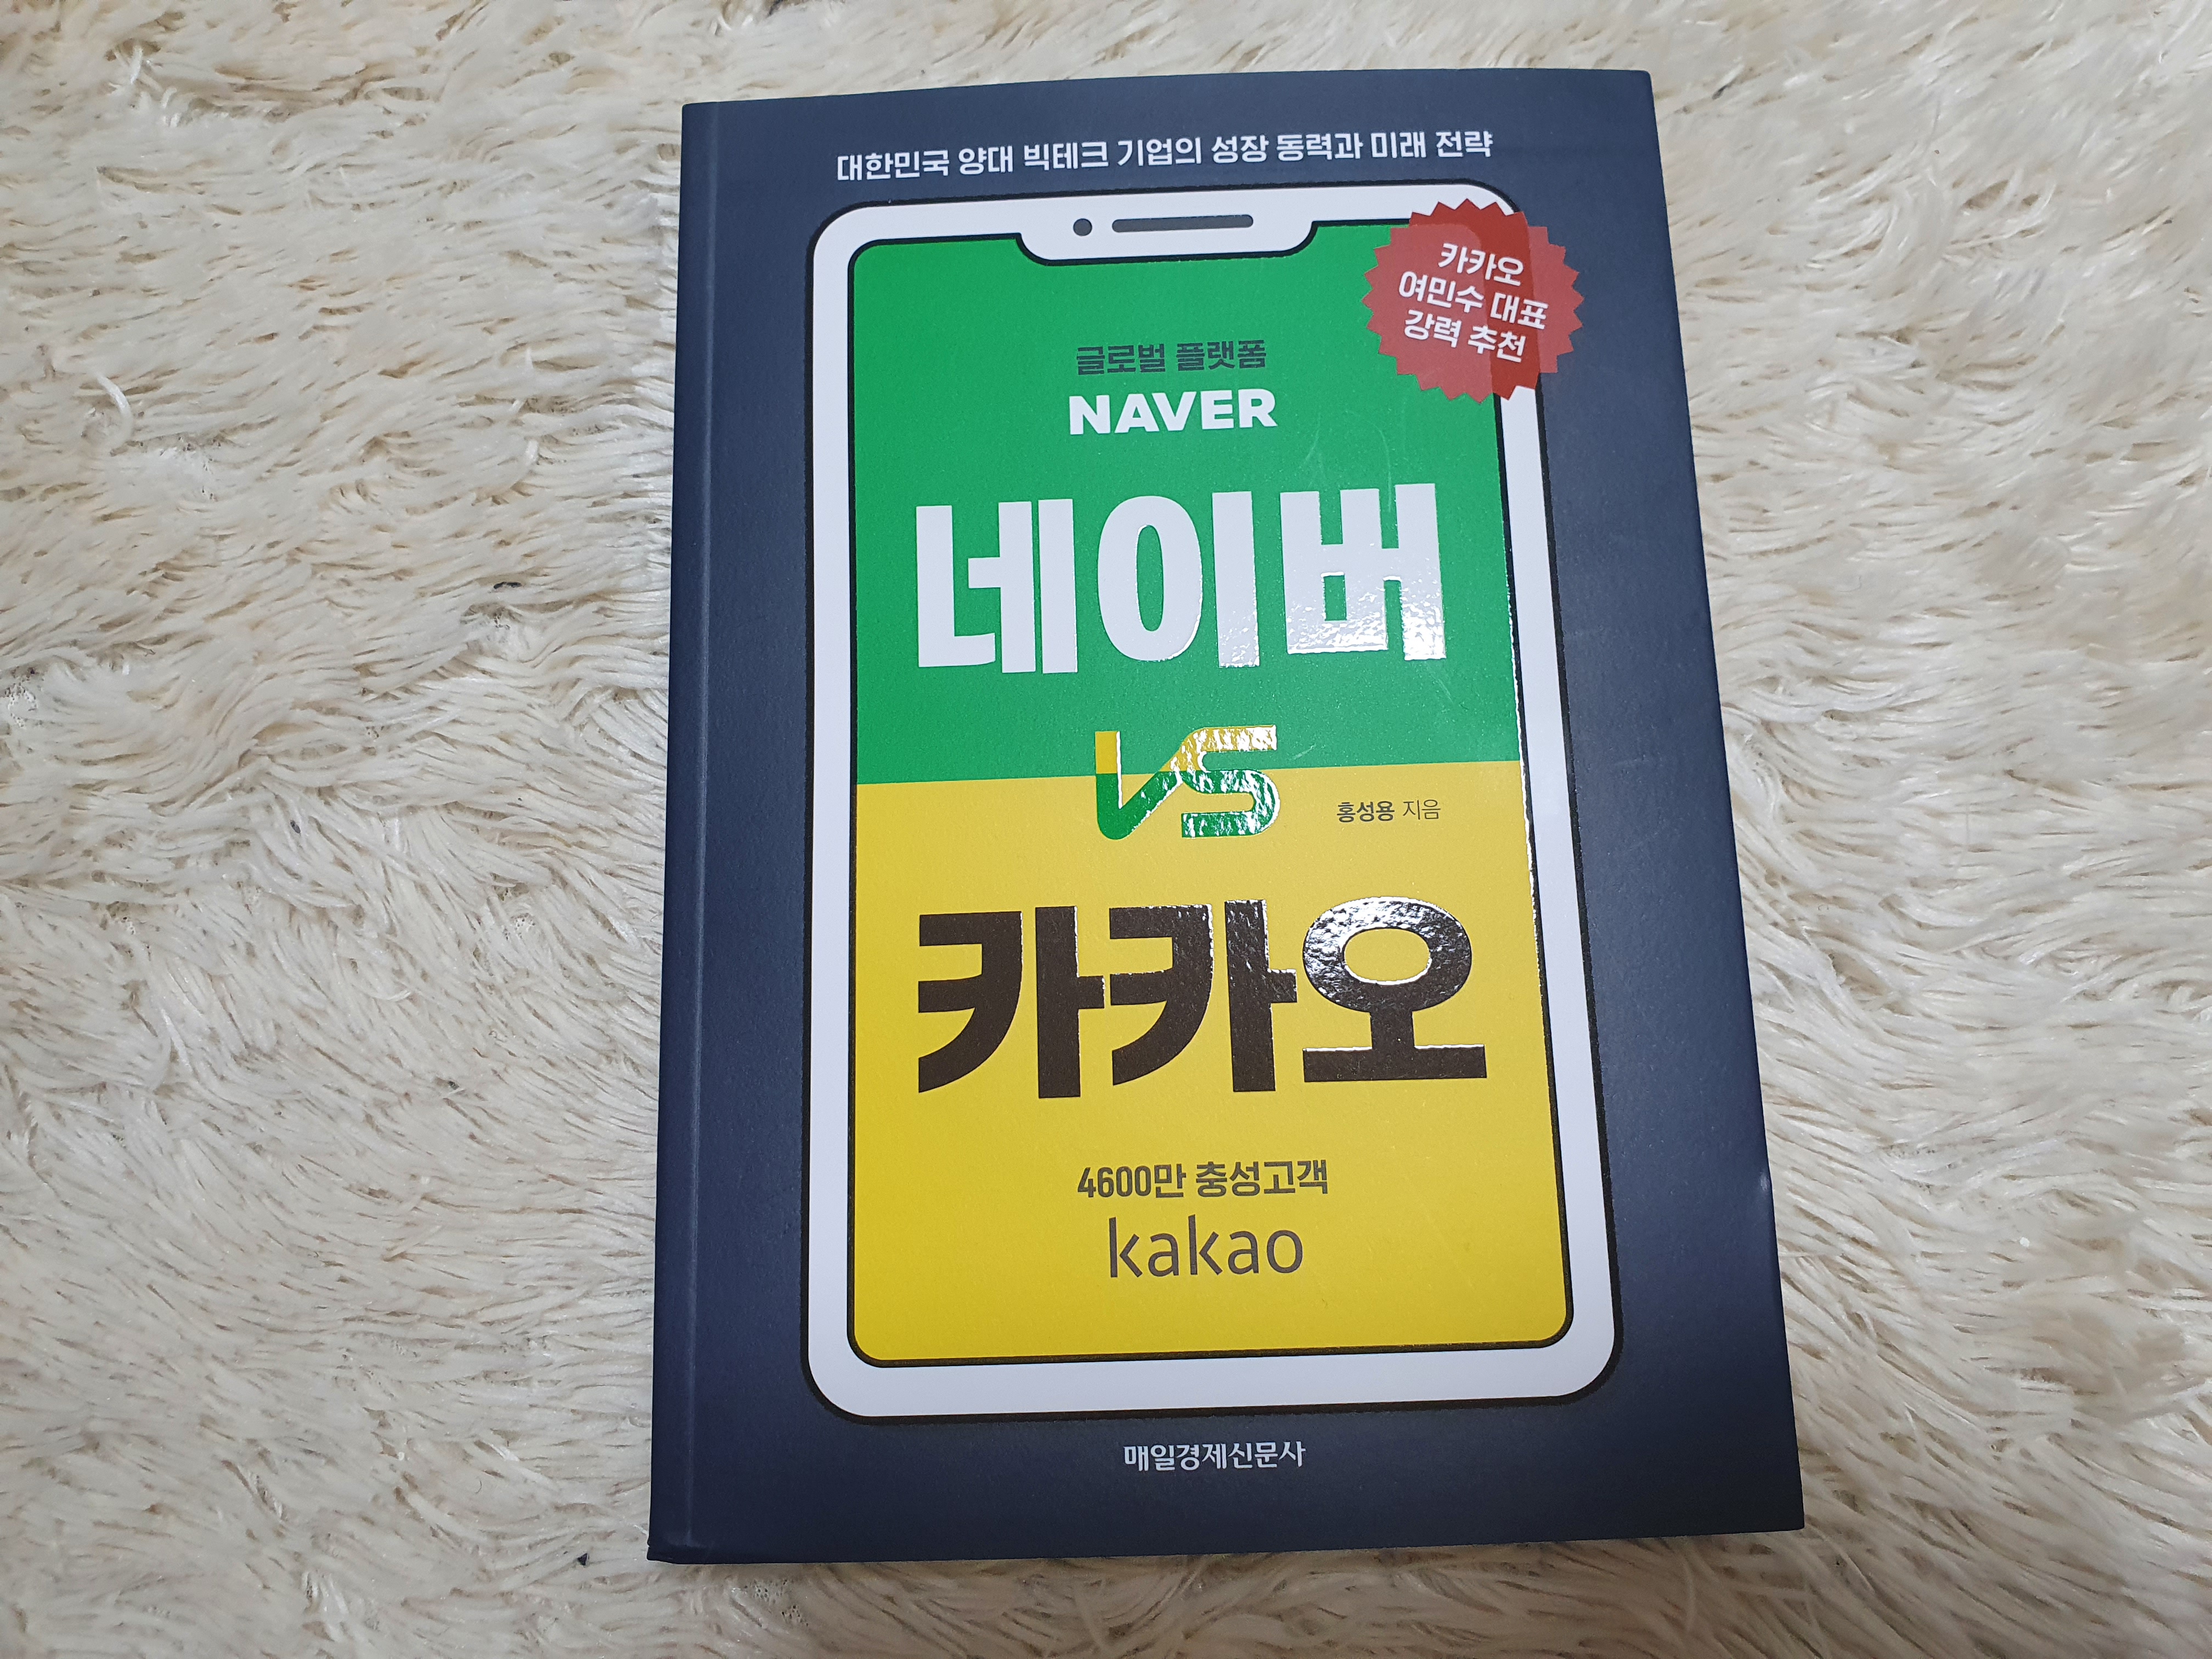 대한민국 양대 빅테크 기업의 성장 동력과 미래 전략
카카오
여민수 대표
강력 추천
글로벌 플랫폼
NAVER
네이버
VS
홍성용 지음
카카오
4600만 충성고객
kakao
매일경제신문사